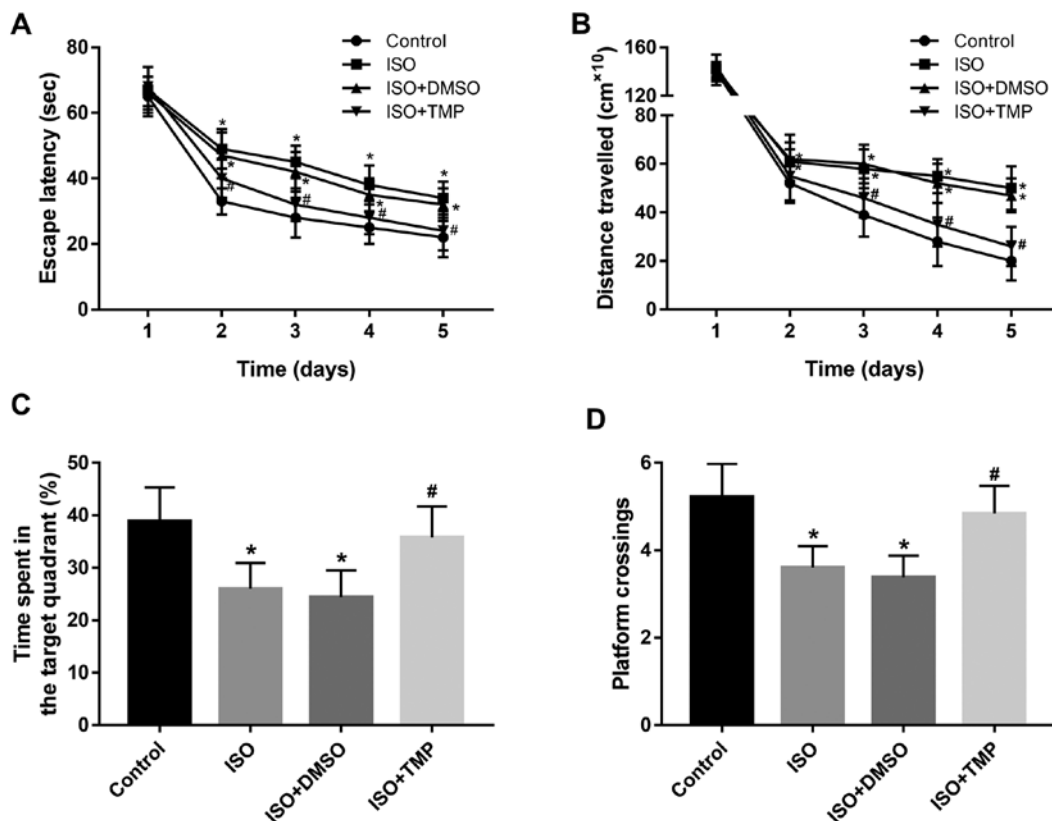 A
Control
ISO
ISO+DMSO
ISO+TMP
80
60
40
20
0
Escape latency (sec)
* * * *
* * * *
# # # #
1 2 3 4 5
Time (days)
B
Control
ISO
ISO+DMSO
ISO+TMP
160
140
120
80
60
40
20
0
Distance travelled (cm×10)
* * * *
* * * *
# # #
1 2 3 4 5
Time (days)
C
50
40
30
20
10
0
Time spent in
the target quadrant (%)
* * #
Control ISO ISO+DMSO ISO+TMP
D
6
4
2
0
Platform crossings
* * #
Control ISO ISO+DMSO ISO+TMP